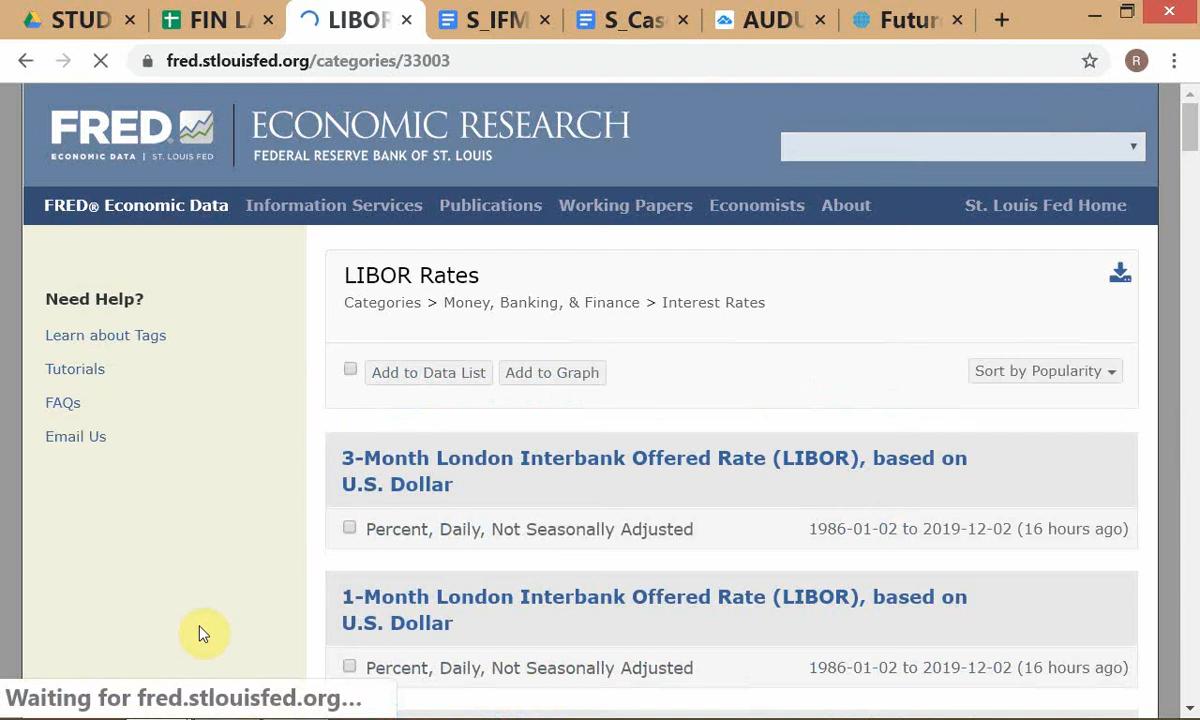 STUD
FIN L
LIBOR
S_IFM
S_Cas
AUDU
Futur
fred.stlouisfed.org/categories/33003
R
FRED
ECONOMIC DATA | ST. LOUIS FED
ECONOMIC RESEARCH
FEDERAL RESERVE BANK OF ST. LOUIS
FRED® Economic Data Information Services Publications Working Papers Economists About St. Louis Fed Home
Need Help?
Learn about Tags
Tutorials
FAQs
Email Us
LIBOR Rates
Categories > Money, Banking, & Finance > Interest Rates
Add to Data List Add to Graph Sort by Popularity
3-Month London Interbank Offered Rate (LIBOR), based on
U.S. Dollar
Percent, Daily, Not Seasonally Adjusted 1986-01-02 to 2019-12-02 (16 hours ago)
1-Month London Interbank Offered Rate (LIBOR), based on
U.S. Dollar
Percent, Daily, Not Seasonally Adjusted 1986-01-02 to 2019-12-02 (16 hours ago)
Waiting for fred.stlouisfed.org...